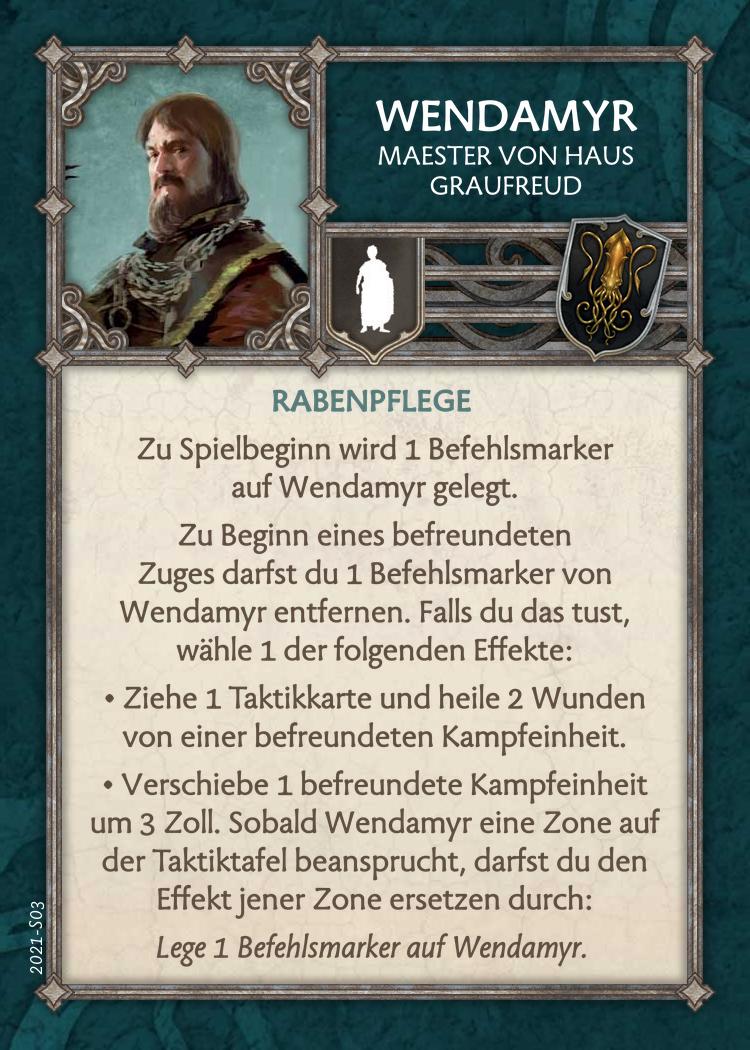 WENDAMYR
MAESTER VON HAUS
GRAUFREUD
RABENPFLEGE
Zu Spielbeginn wird 1 Befehlsmarker
auf Wendamyr gelegt.
Zu Beginn eines befreundeten
Zuges darfst du 1 Befehlsmarker von
Wendamyr entfernen. Falls du das tust,
wähle 1 der folgenden Effekte:
• Ziehe 1 Taktikkarte und heile 2 Wunden
von einer befreundeten Kampfeinheit.
• Verschiebe 1 befreundete Kampfeinheit
um 3 Zoll. Sobald Wendamyr eine Zone auf
der Taktiktafel beansprucht, darfst du den
Effekt jener Zone ersetzen durch:
Lege 1 Befehlsmarker auf Wendamyr.
2021-S03